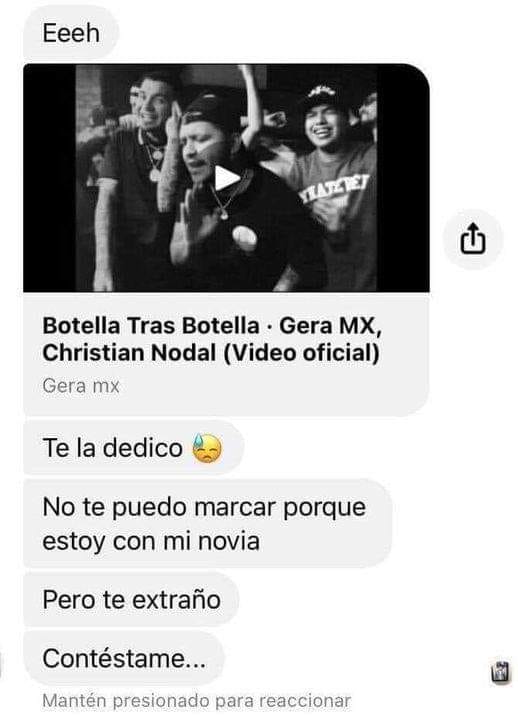 Eeeh
Botella Tras Botella · Gera MX,
Christian Nodal (Video oficial)
Gera mx
Te la dedico 😓
No te puedo marcar porque
estoy con mi novia
Pero te extraño
Contéstame...
Mantén presionado para reaccionar